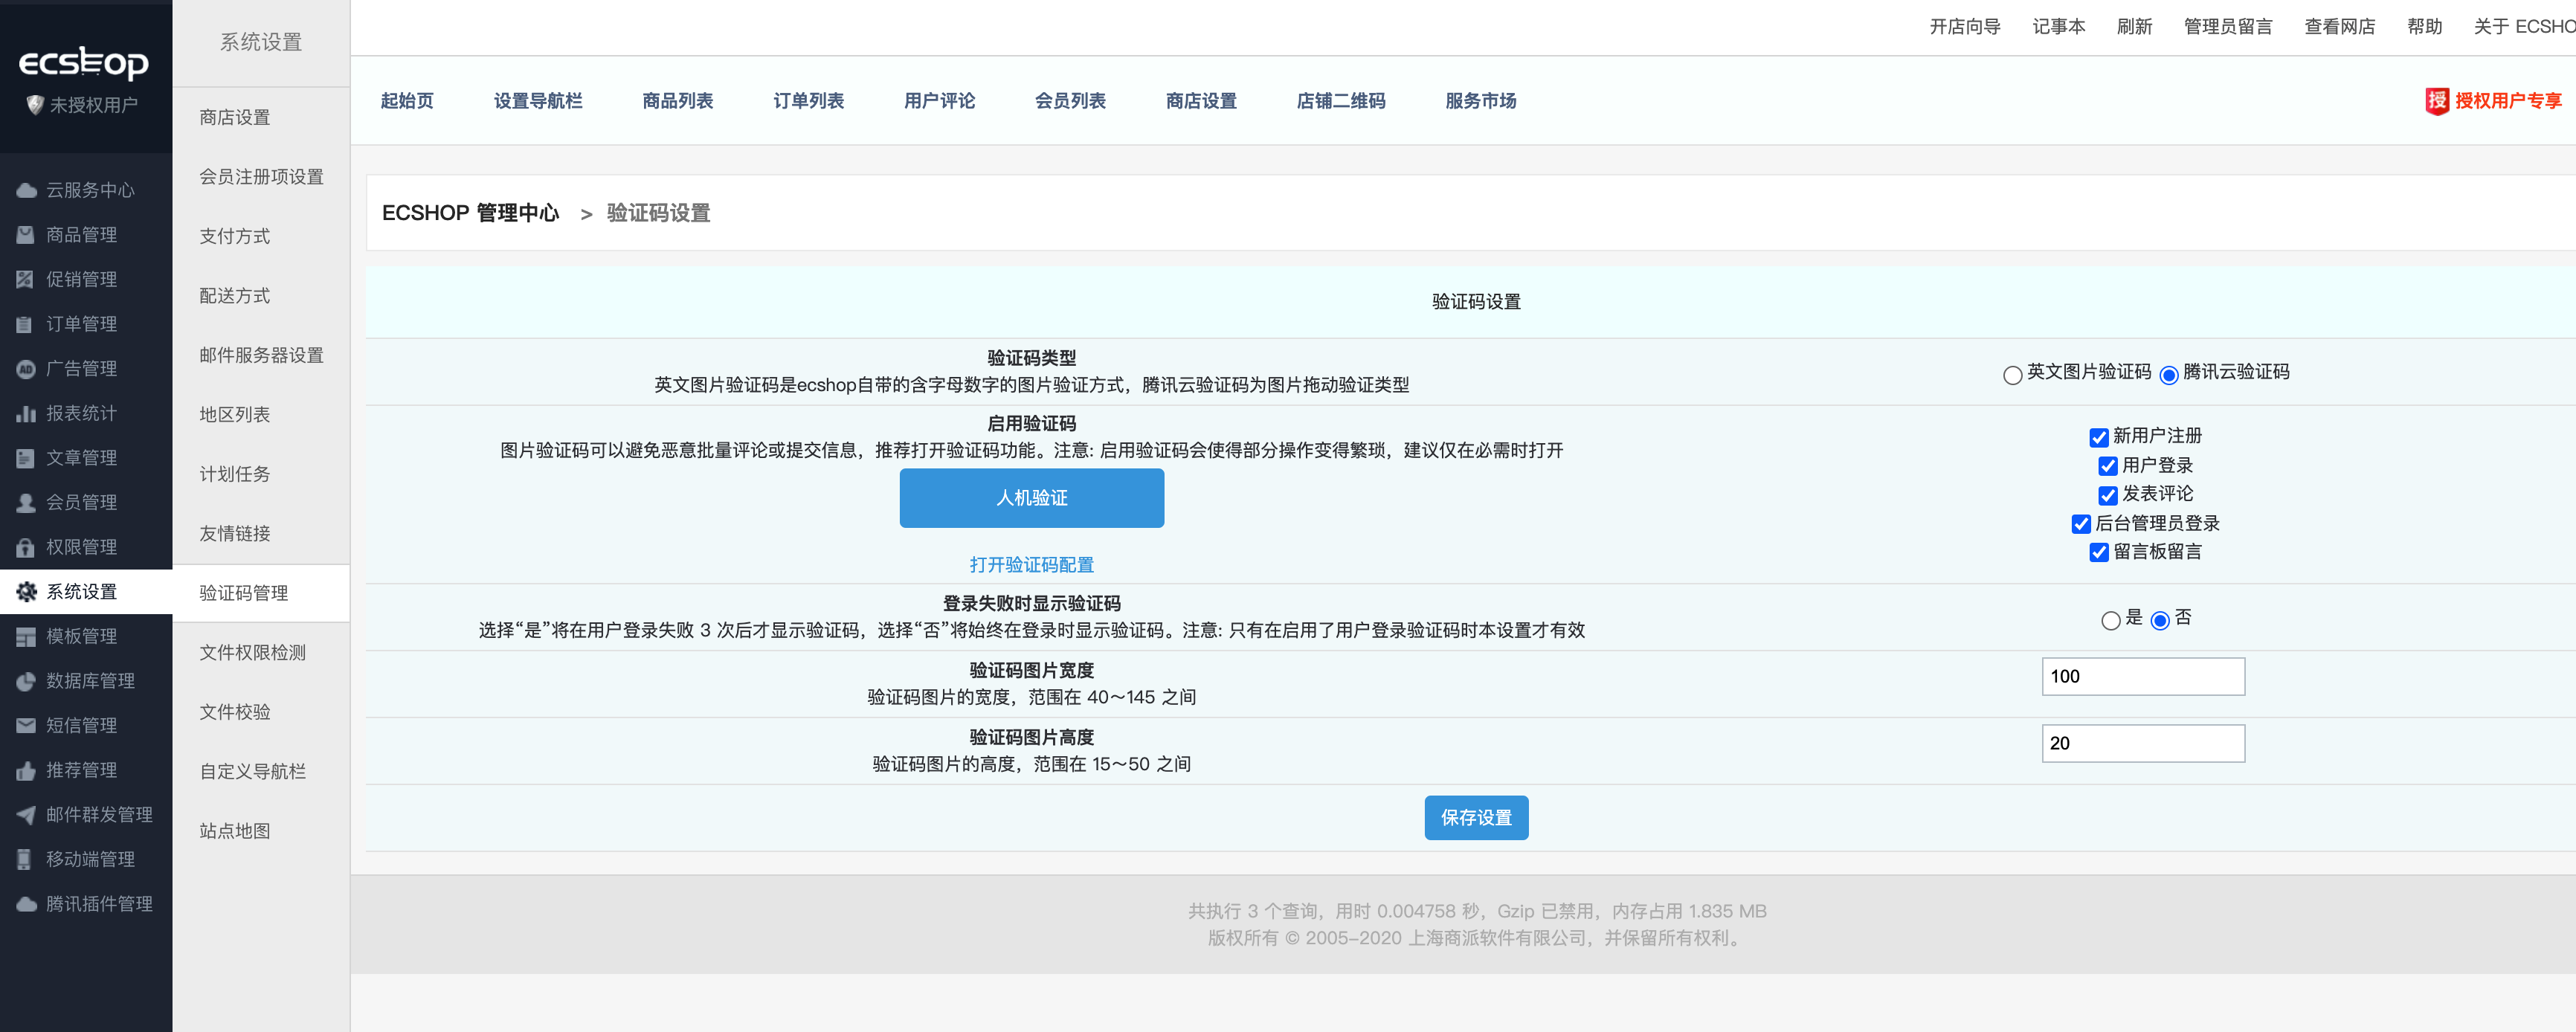 ecshop
未授权用户
云服务中心
商品管理
促销管理
订单管理
AD 广告管理
报表统计
文章管理
会员管理
权限管理
系统设置
模板管理
数据库管理
短信管理
推荐管理
邮件群发管理
移动端管理
腾讯插件管理
系统设置
商店设置
会员注册项设置
支付方式
配送方式
邮件服务器设置
地区列表
计划任务
友情链接
验证码管理
文件权限检测
文件校验
自定义导航栏
站点地图
开店向导 记事本 刷新 管理员留言 查看网店 帮助 关于 ECSHO
起始页 设置导航栏 商品列表 订单列表 用户评论 会员列表 商店设置 店铺二维码 服务市场 授 授权用户专享
ECSHOP 管理中心 > 验证码设置
验证码设置
验证码类型
英文图片验证码是ecshop自带的含字母数字的图片验证方式，腾讯云验证码为图片拖动验证类型
英文图片验证码 腾讯云验证码
启用验证码
图片验证码可以避免恶意批量评论或提交信息，推荐打开验证码功能。注意: 启用验证码会使得部分操作变得繁琐，建议仅在必需时打开
人机验证
打开验证码配置
新用户注册
用户登录
发表评论
后台管理员登录
留言板留言
登录失败时显示验证码
选择“是”将在用户登录失败 3 次后才显示验证码，选择“否”将始终在登录时显示验证码。注意: 只有在启用了用户登录验证码时本设置才有效
是 否
验证码图片宽度
验证码图片的宽度，范围在 40～145 之间
100
验证码图片高度
验证码图片的高度，范围在 15～50 之间
20
保存设置
共执行 3 个查询，用时 0.004758 秒，Gzip 已禁用，内存占用 1.835 MB
版权所有 © 2005-2020 上海商派软件有限公司，并保留所有权利。